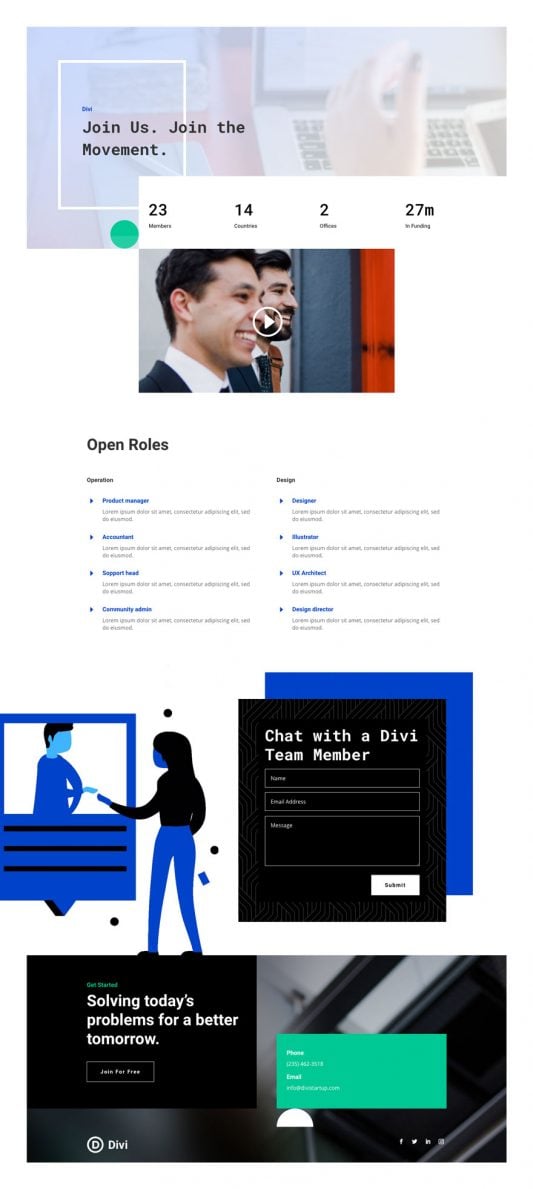 Divi
Join Us. Join the
Movement.
23
Members
14
Countries
2
Offices
27m
In Funding
Open Roles
Operation
Product manager
Lorem ipsum dolor sit amet, consectetur adipiscing elit, sed
do eiusmod.
Accountant
Lorem ipsum dolor sit amet, consectetur adipiscing elit, sed
do eiusmod.
Sopport head
Lorem ipsum dolor sit amet, consectetur adipiscing elit, sed
do eiusmod.
Community admin
Lorem ipsum dolor sit amet, consectetur adipiscing elit, sed
do eiusmod.
Design
Designer
Lorem ipsum dolor sit amet, consectetur adipiscing elit, sed
do eiusmod.
Illustrator
Lorem ipsum dolor sit amet, consectetur adipiscing elit, sed
do eiusmod.
UX Architect
Lorem ipsum dolor sit amet, consectetur adipiscing elit, sed
do eiusmod.
Design director
Lorem ipsum dolor sit amet, consectetur adipiscing elit, sed
do eiusmod.
Chat with a Divi
Team Member
Name
Email Address
Message
Submit
Get Started
Solving today's
problems for a better
tomorrow.
Join For Free
Phone
(235) 462-3518
Email
info@divistartup.com
D Divi